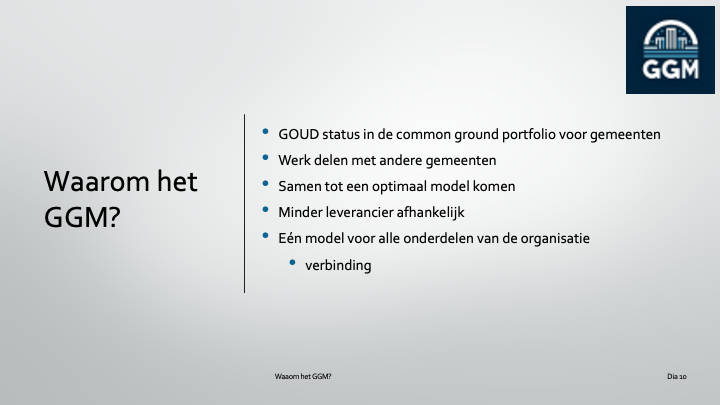 GGM
Waarom het
GGM?
• GOUD status in de common ground portfolio voor gemeenten
• Werk delen met andere gemeenten
• Samen tot een optimaal model komen
• Minder leverancier afhankelijk
• Eén model voor alle onderdelen van de organisatie
• verbinding
Waaom het GGM?
Dia 10